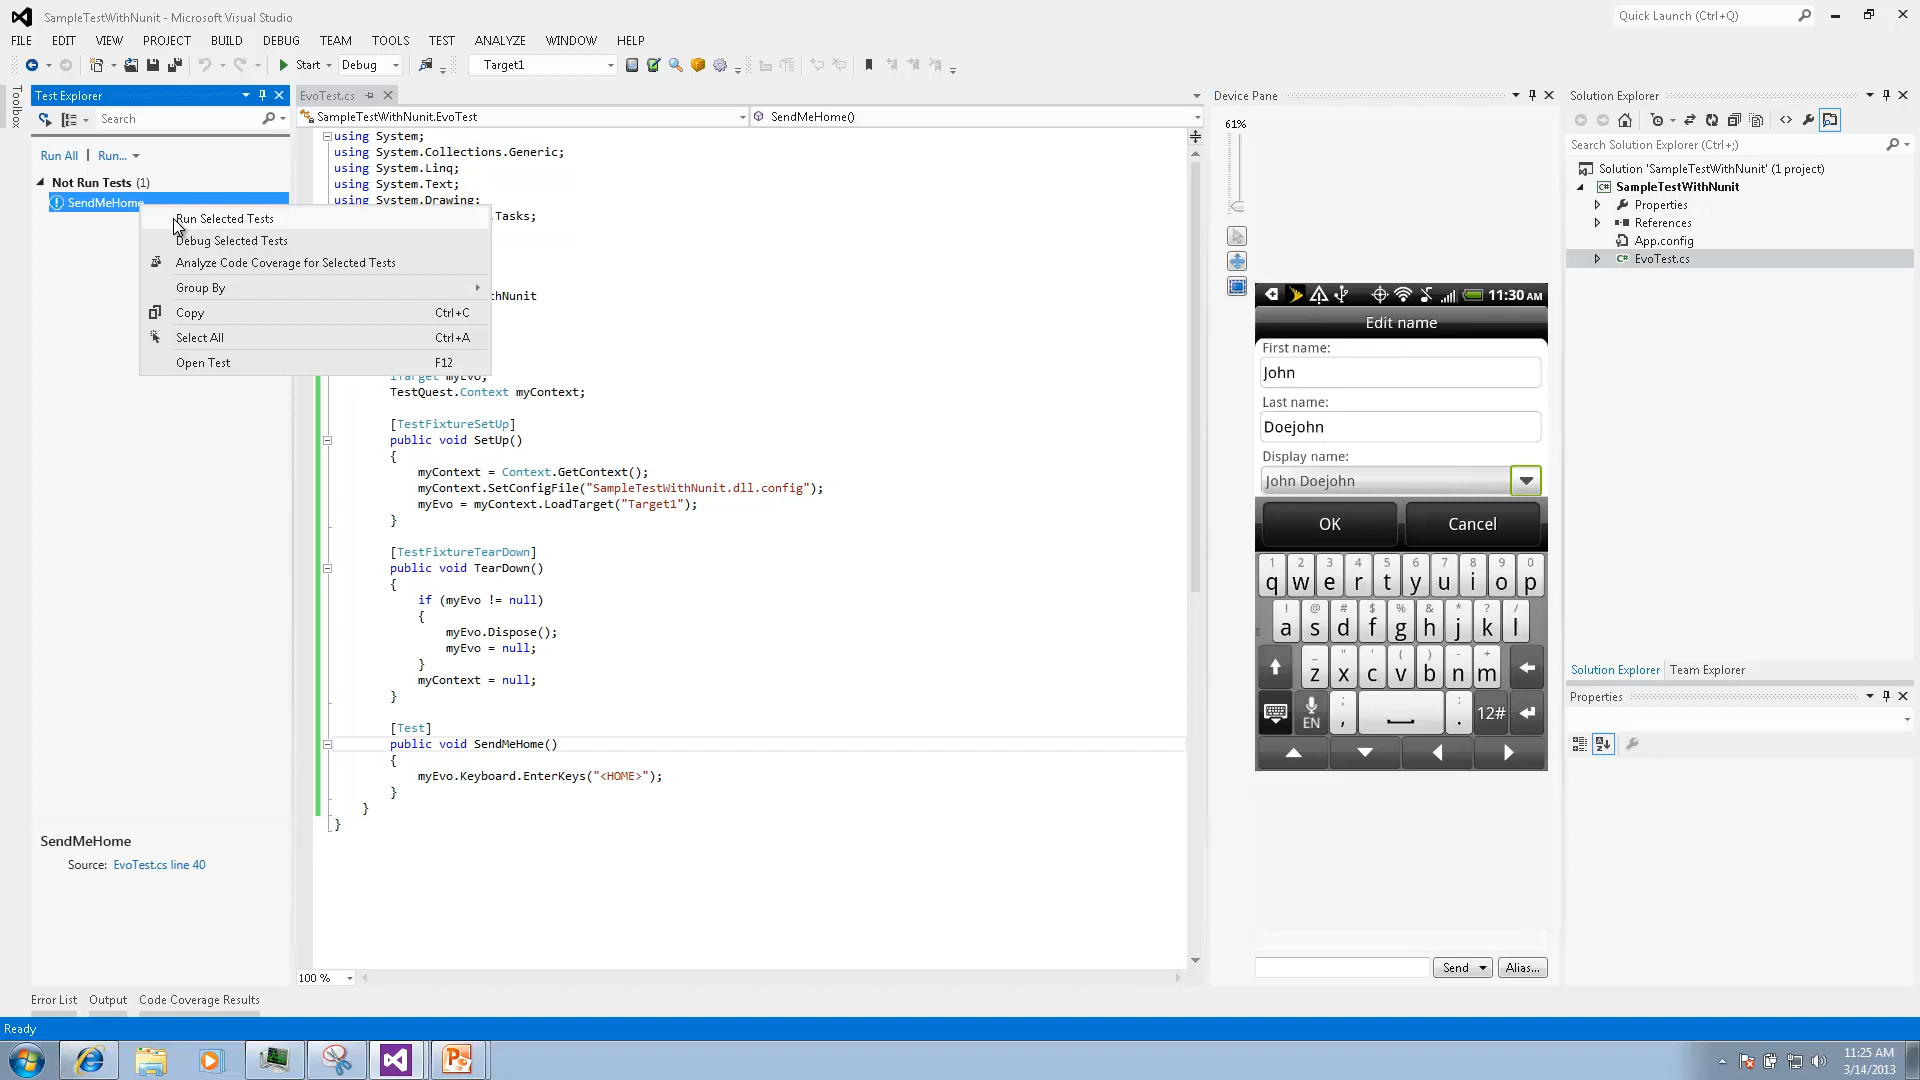 SampleTestWithNunit - Microsoft Visual Studio
Quick Launch (Ctrl+Q)
FILE EDIT VIEW PROJECT BUILD DEBUG TEAM TOOLS TEST ANALYZE WINDOW HELP
Start Debug Target1
Toolbox
Test Explorer
Search
Run All | Run...
Not Run Tests (1)
SendMeHome
Run Selected Tests
Debug Selected Tests
Analyze Code Coverage for Selected Tests
Group By
Copy Ctrl+C
Select All Ctrl+A
Open Test F12
SendMeHome
Source: EvoTest.cs line 40
EvoTest.cs
SampleTestWithNunit.EvoTest SendMeHome()
using System;
using System.Collections.Generic;
using System.Linq;
using System.Text;
using System.Drawing;
.Tasks;
hNunit
ITarget myEvo;
TestQuest.Context myContext;
[TestFixtureSetUp]
public void SetUp()
{
myContext = Context.GetContext();
myContext.SetConfigFile("SampleTestWithNunit.dll.config");
myEvo = myContext.LoadTarget("Target1");
}
[TestFixtureTearDown]
public void TearDown()
{
if (myEvo != null)
{
myEvo.Dispose();
myEvo = null;
}
myContext = null;
}
[Test]
public void SendMeHome()
{
myEvo.Keyboard.EnterKeys("<HOME>");
}
}
}
100 %
Device Pane
61%
11:30 AM
Edit name
First name:
John
Last name:
Doejohn
Display name:
John Doejohn
OK Cancel
1 2 3 4 5 6 7 8 9 0
q w e r t y u i o p
! @ # $ % & * ? /
a s d f g h j k l
_ - ' ( ) - +
z x c v b n m
EN , . 12#
Send Alias...
Solution Explorer
Search Solution Explorer (Ctrl+;)
Solution 'SampleTestWithNunit' (1 project)
SampleTestWithNunit
Properties
References
App.config
EvoTest.cs
Solution Explorer Team Explorer
Properties
Error List Output Code Coverage Results
Ready
11:25 AM
3/14/2013